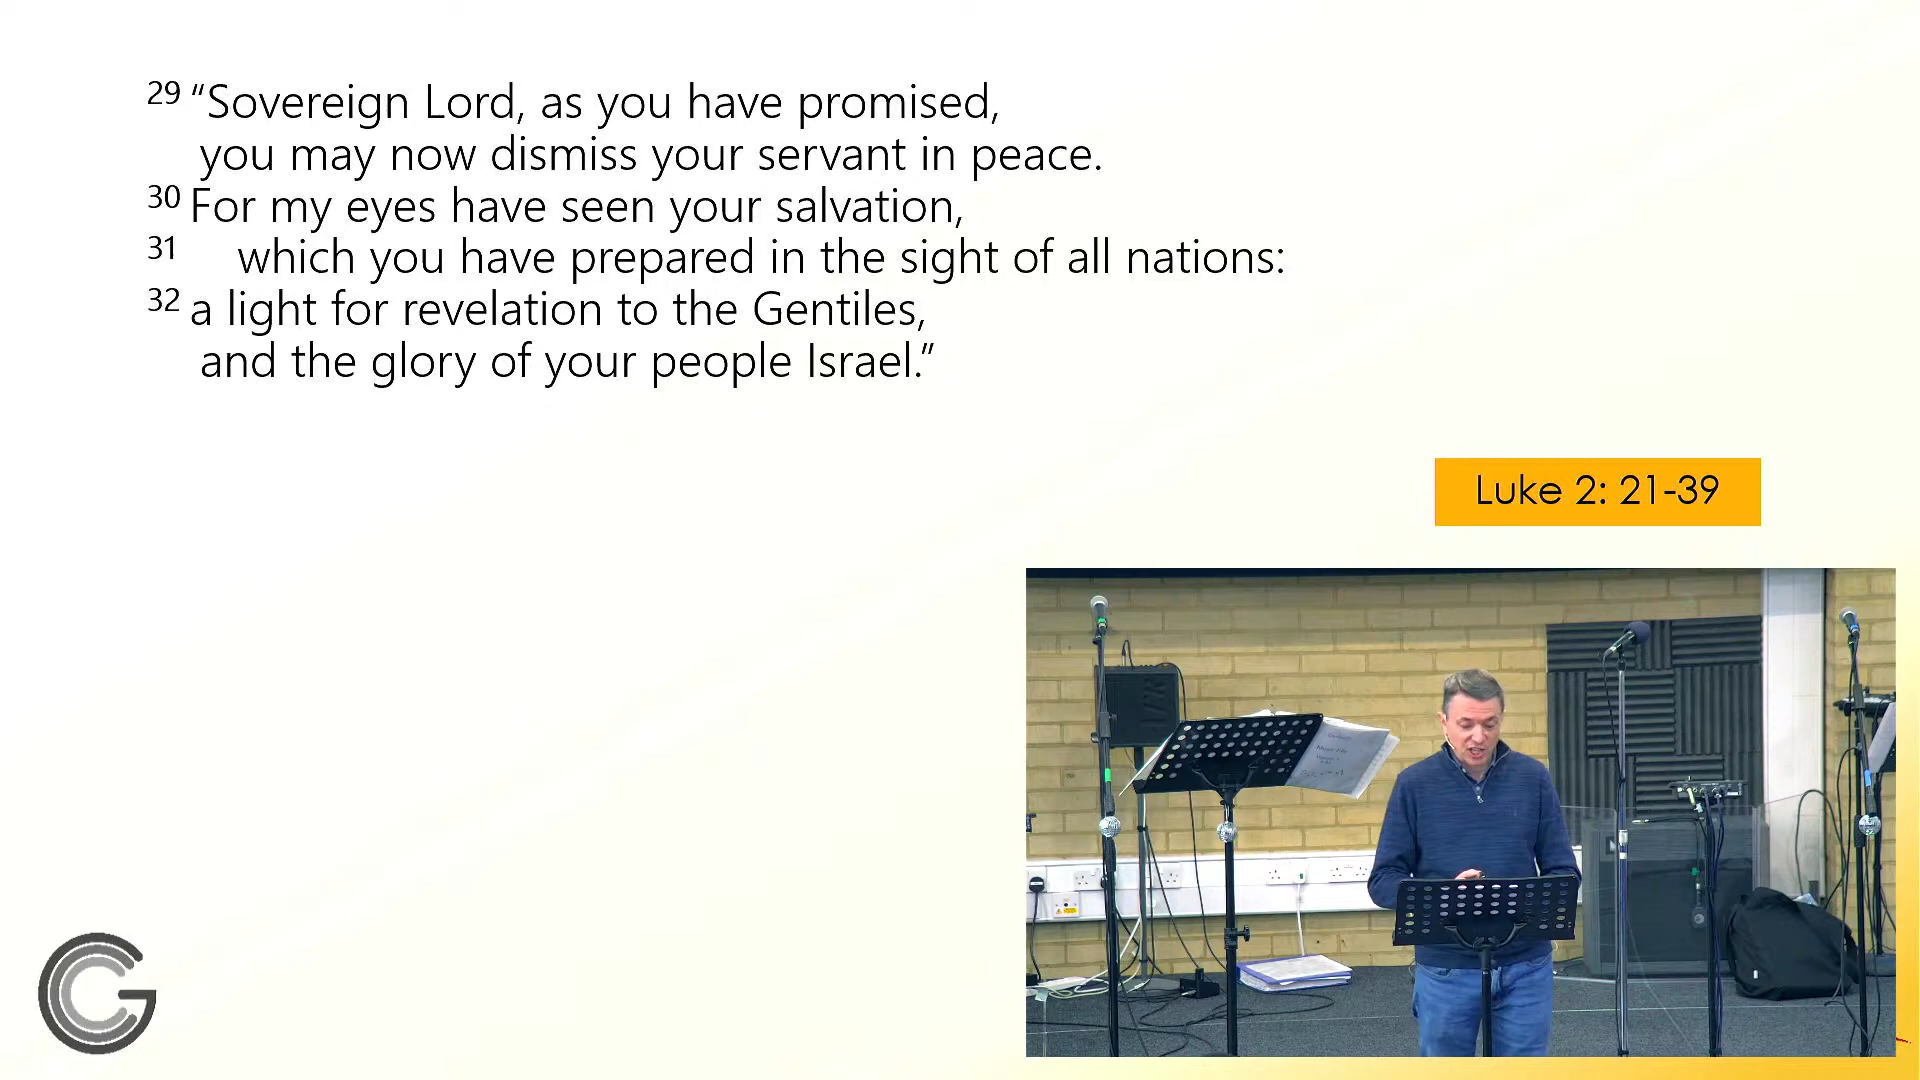 29 “Sovereign Lord, as you have promised,
you may now dismiss your servant in peace.
30 For my eyes have seen your salvation,
31 which you have prepared in the sight of all nations:
32 a light for revelation to the Gentiles,
and the glory of your people Israel.”
Luke 2: 21-39